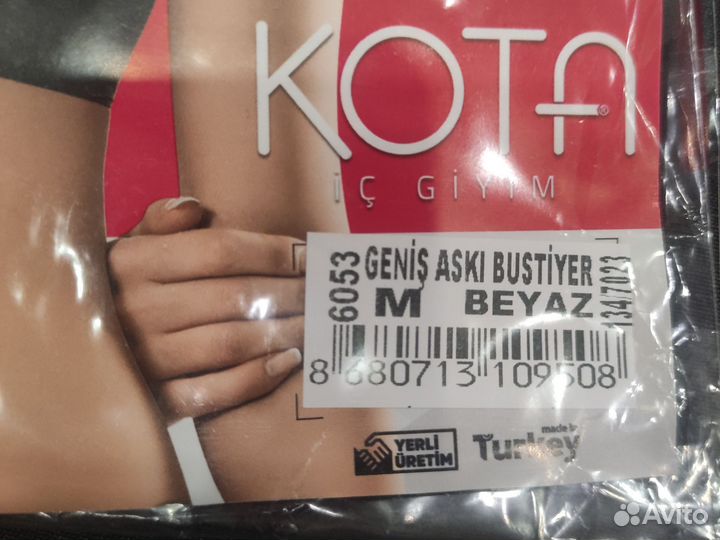 KOTA®
İÇ GİYİM
6053
GENİŞ ASKI BUSTİYER
M BEYAZ
134/7023
8 680713 109508
YERLİ
ÜRETİM
made in
Turkey
Avito